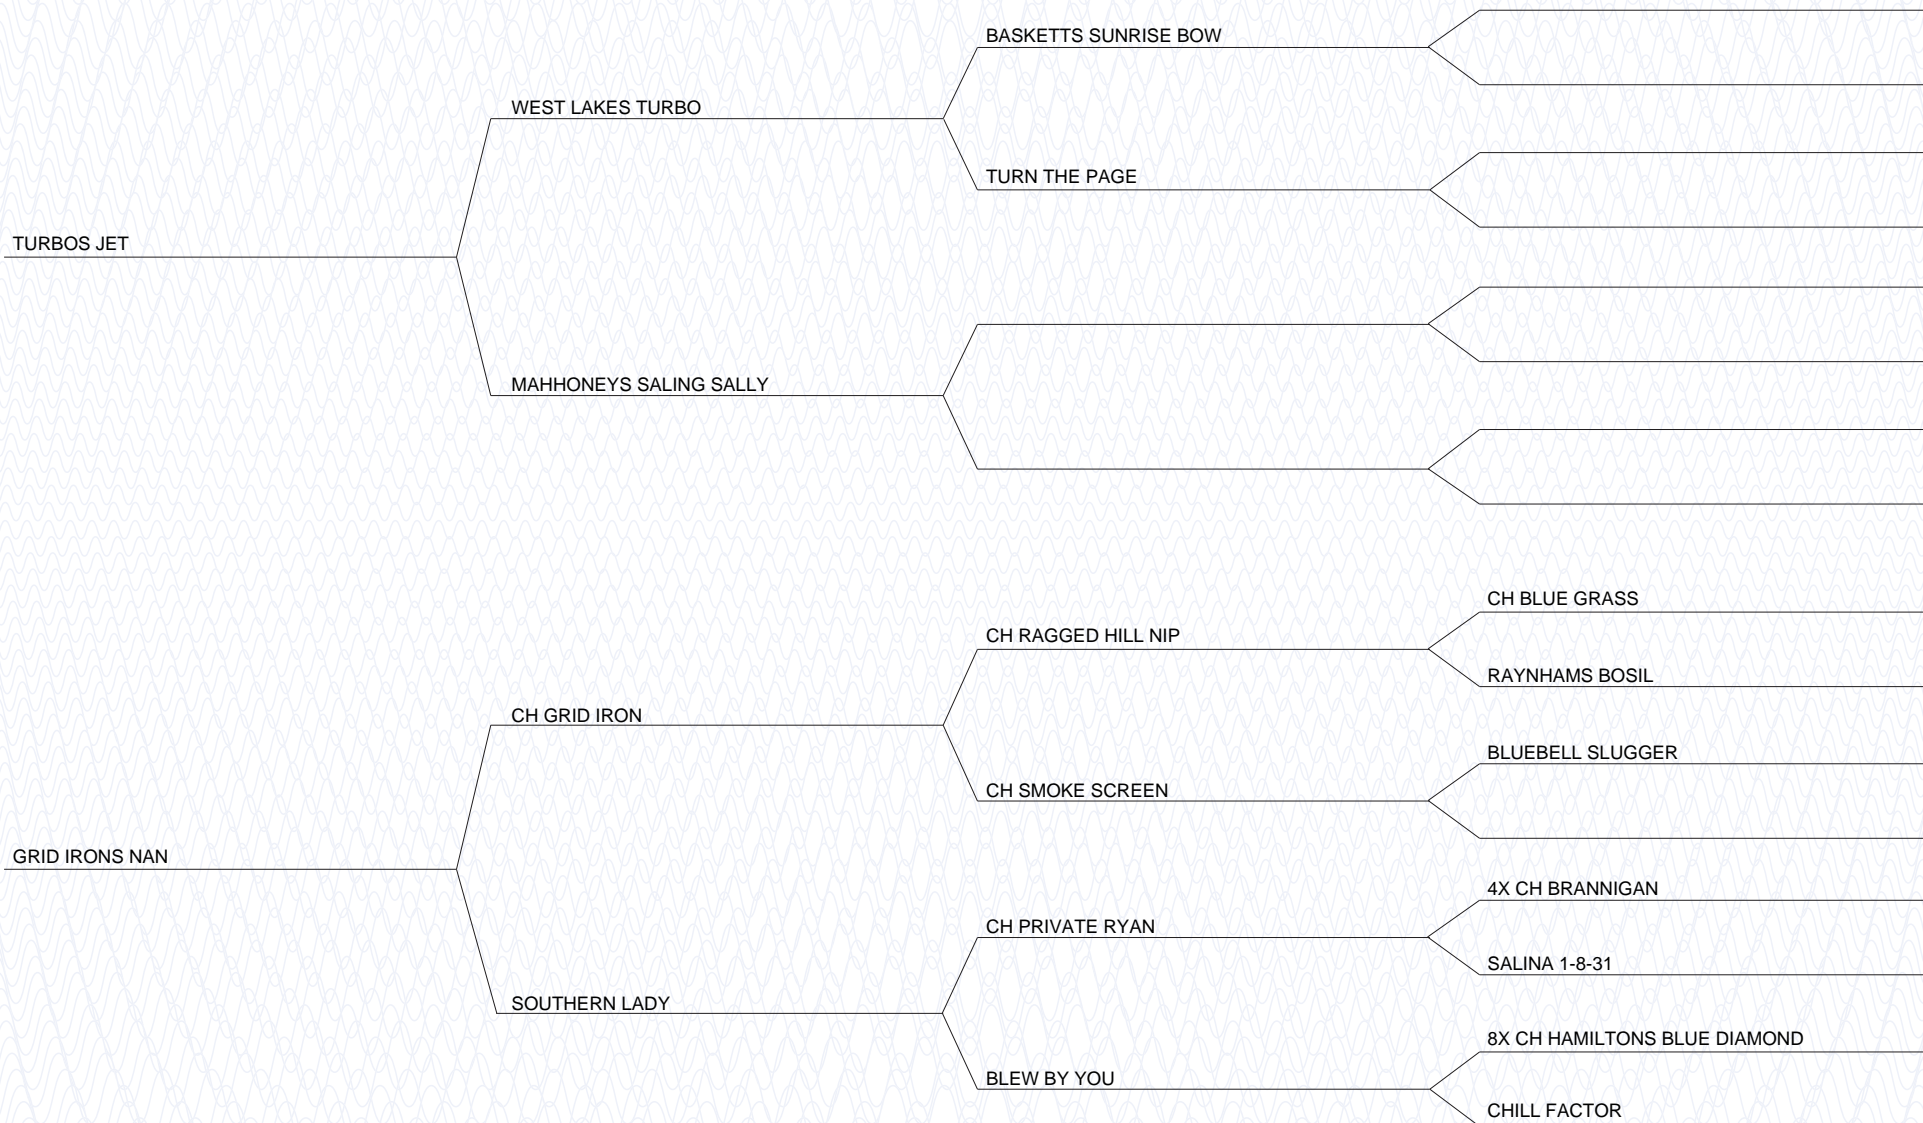 BASKETTS SUNRISE BOW
WEST LAKES TURBO
TURN THE PAGE
TURBOS JET
MAHHONEYS SALING SALLY
CH BLUE GRASS
CH RAGGED HILL NIP
RAYNHAMS BOSIL
CH GRID IRON
BLUEBELL SLUGGER
CH SMOKE SCREEN
GRID IRONS NAN
4X CH BRANNIGAN
CH PRIVATE RYAN
SALINA 1-8-31
SOUTHERN LADY
8X CH HAMILTONS BLUE DIAMOND
BLEW BY YOU
CHILL FACTOR